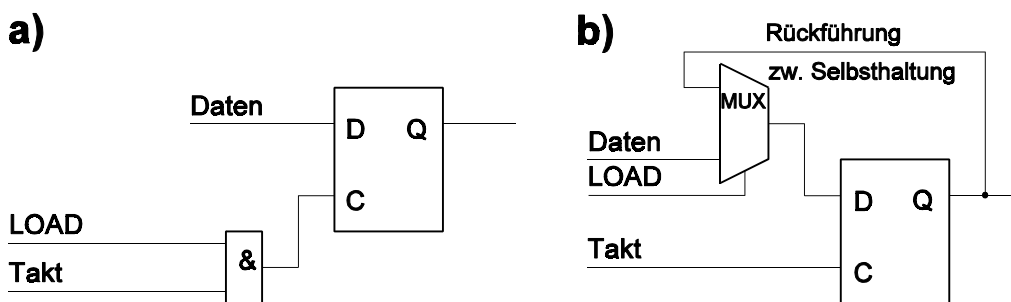 a)
Daten
D Q
C
LOAD
&
Takt
b)
Rückführung
zw. Selbsthaltung
MUX
Daten
LOAD
D Q
Takt
C